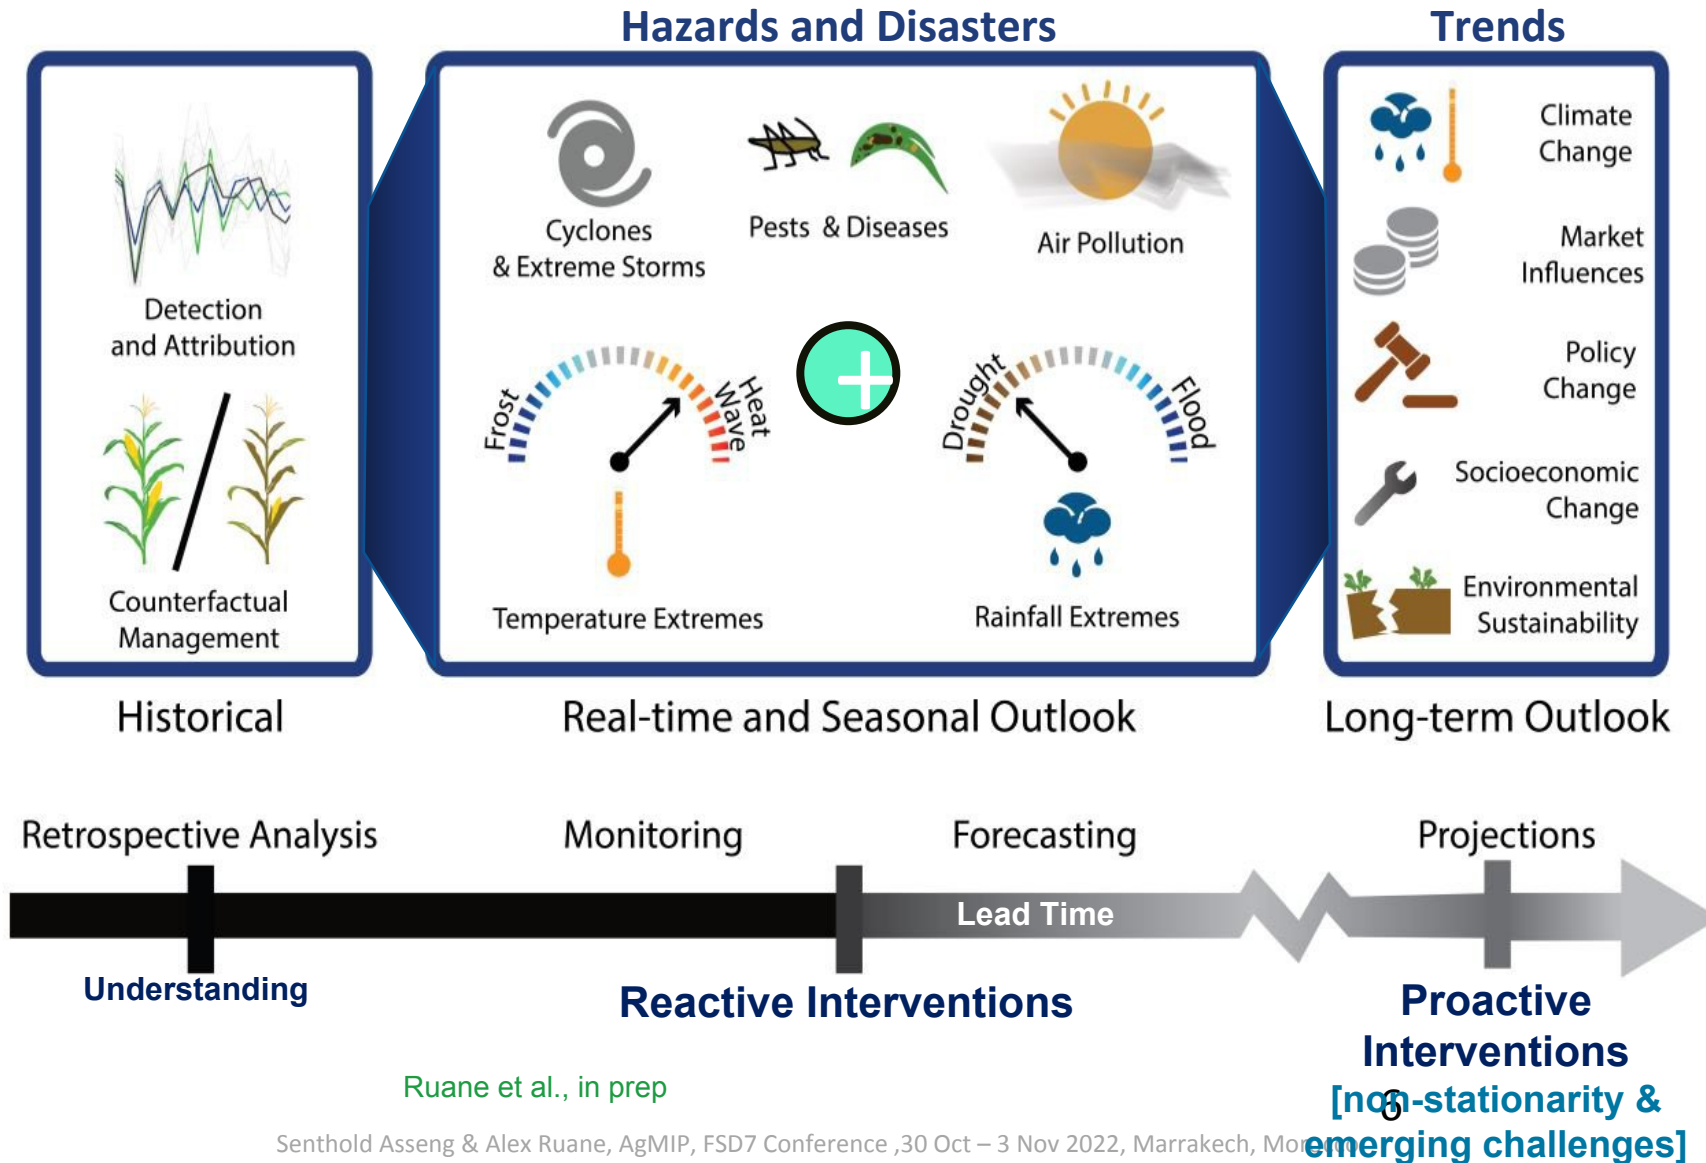 Hazards and Disasters
Trends
Detection
and Attribution
Counterfactual
Management
Cyclones
& Extreme Storms
Pests & Diseases
Air Pollution
Frost
Heat
Wave
Temperature Extremes
+
Drought
Flood
Rainfall Extremes
Climate
Change
Market
Influences
Policy
Change
Socioeconomic
Change
Environmental
Sustainability
Historical
Real-time and Seasonal Outlook
Long-term Outlook
Retrospective Analysis
Monitoring
Forecasting
Projections
Lead Time
Understanding
Reactive Interventions
Proactive
Interventions
[non-stationarity &
emerging challenges]
Ruane et al., in prep
6
Senthold Asseng & Alex Ruane, AgMIP, FSD7 Conference ,30 Oct – 3 Nov 2022, Marrakech, Morocco